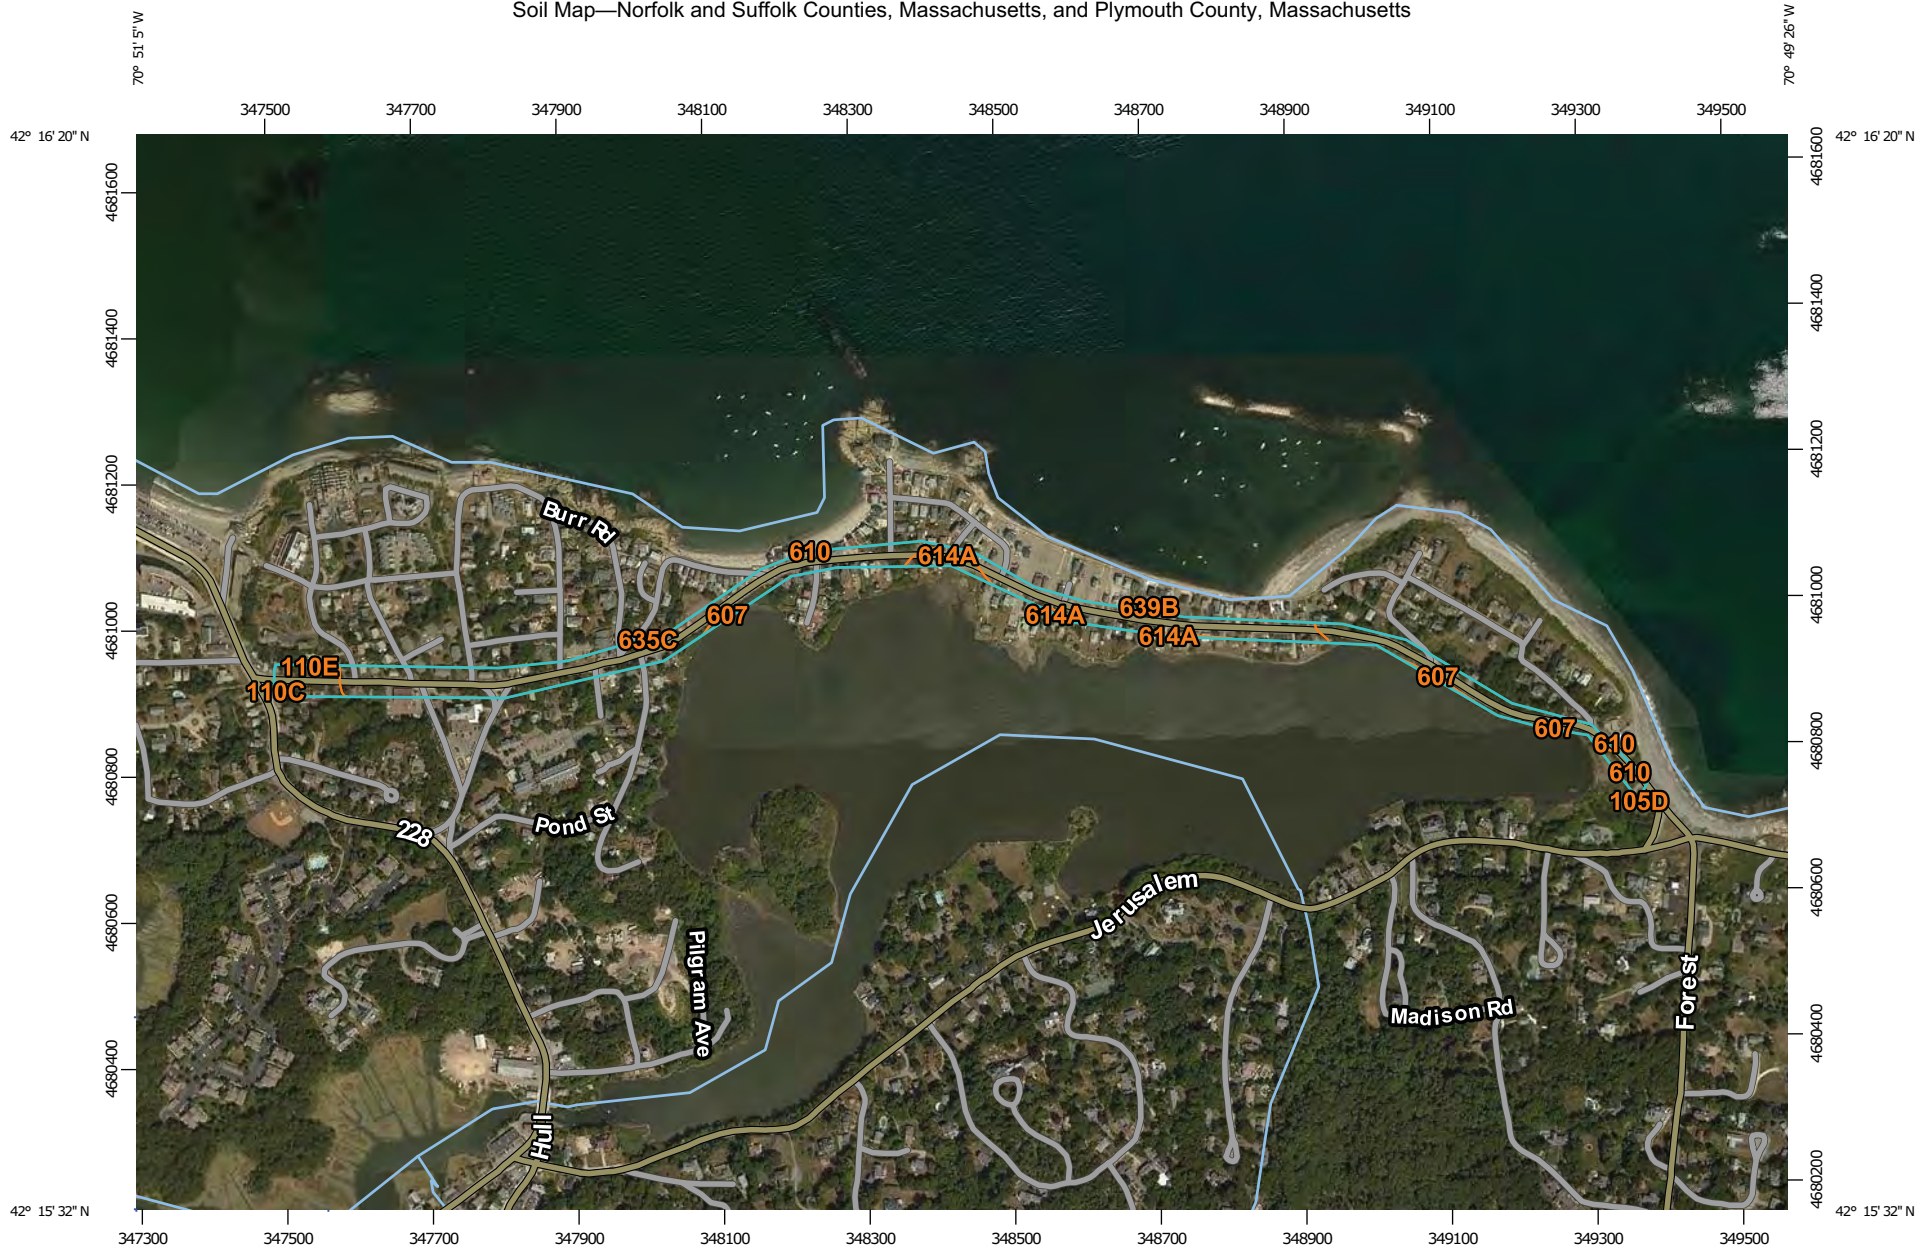 Soil Map—Norfolk and Suffolk Counties, Massachusetts, and Plymouth County, Massachusetts
70° 51' 5'' W
70° 49' 26'' W
347500 347700 347900 348100 348300 348500 348700 348900 349100 349300 349500
42° 16' 20'' N
42° 16' 20'' N
4681600
4681600
4681400
4681400
4681200
4681200
Burr Rd
610
614A
4681000
4681000
639B
614A
607
635C
614A
110E
607
110C
607
610
4680800
4680800
610
105D
Pond St
228
Jerusalem
4680600
4680600
Pilgram Ave
Forest
Madison Rd
4680400
4680400
Hull
4680200
42° 15' 32'' N
42° 15' 32'' N
347300 347500 347700 347900 348100 348300 348500 348700 348900 349100 349300 349500